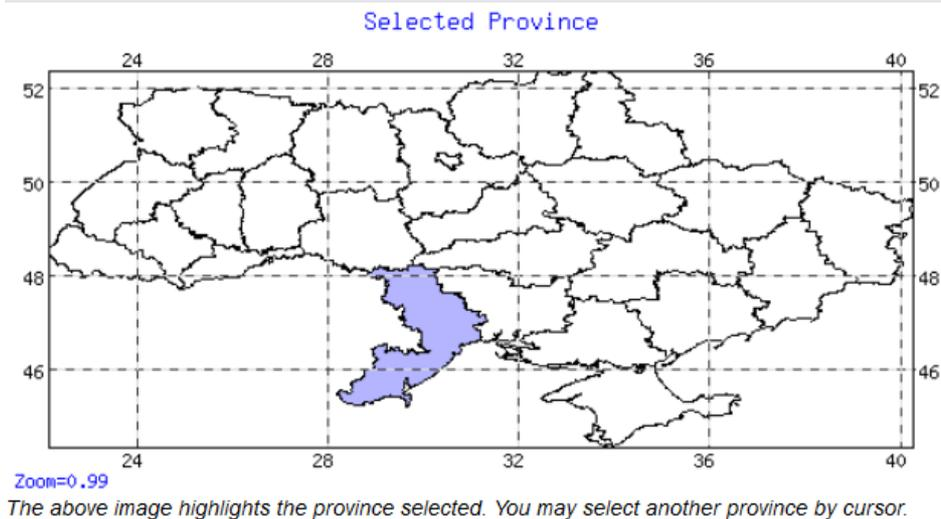 Selected Province
24 28 32 36 40
52 52
50 50
48 48
46 46
24 28 32 36 40
Zoom=0.99
The above image highlights the province selected. You may select another province by cursor.